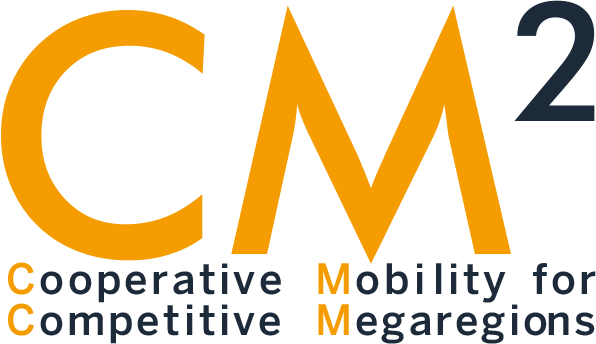 CM²
Cooperative Mobility for
Competitive Megaregions